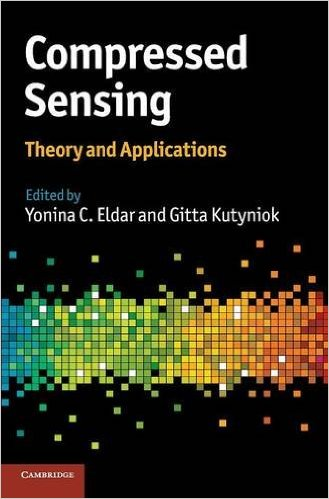 Compressed
Sensing
Theory and Applications
Edited by
Yonina C. Eldar and Gitta Kutyniok
CAMBRIDGE